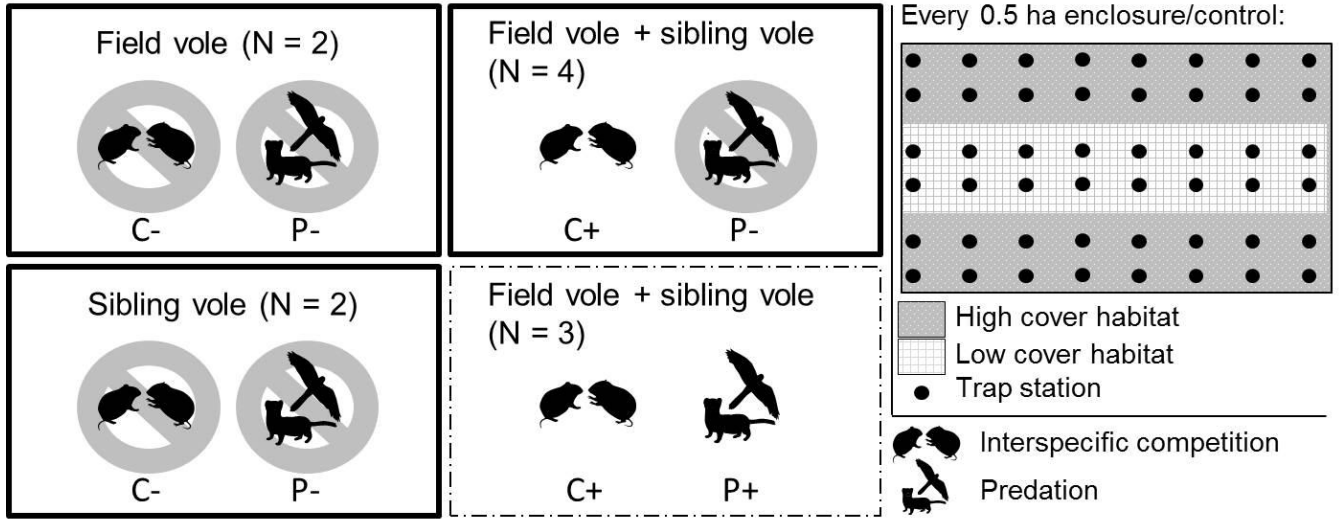 Field vole (N = 2)
C-
P-
Field vole + sibling vole
(N = 4)
C+
P-
Sibling vole (N = 2)
C-
P-
Field vole + sibling vole
(N = 3)
C+
P+
Every 0.5 ha enclosure/control:
High cover habitat
Low cover habitat
Trap station
Interspecific competition
Predation